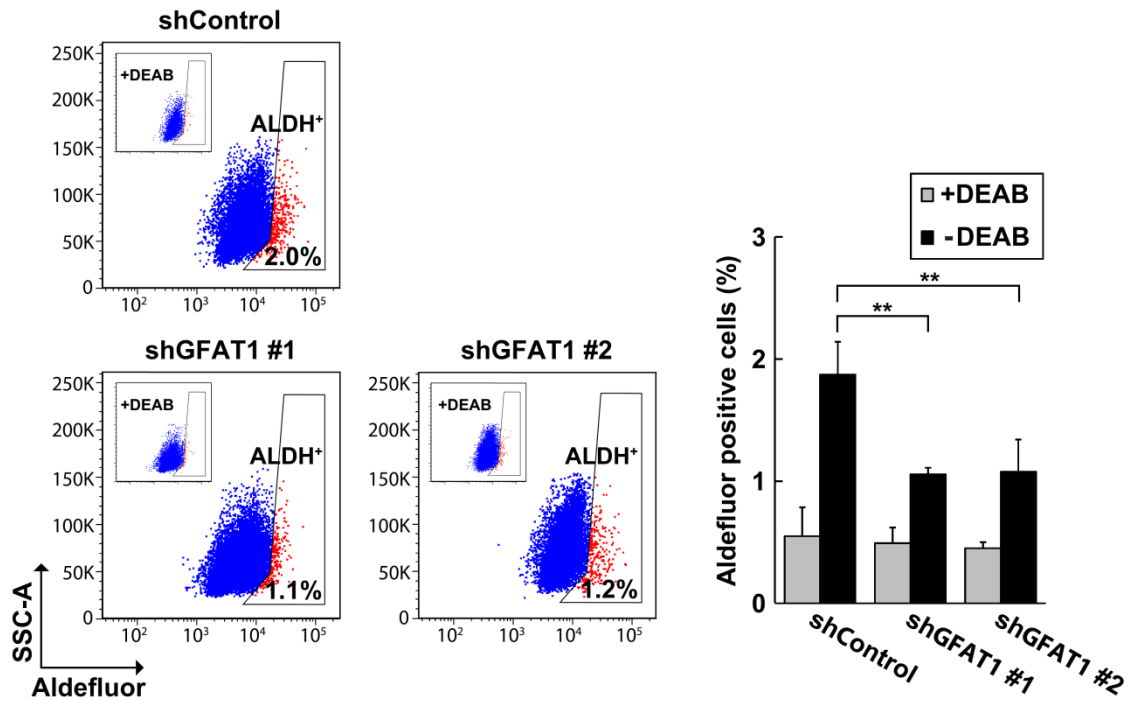 shControl
250K
200K
150K
100K
50K
0
+DEAB
ALDH⁺
2.0%
10² 10³ 10⁴ 10⁵
shGFAT1 #1
250K
200K
150K
100K
50K
0
+DEAB
ALDH⁺
1.1%
10² 10³ 10⁴ 10⁵
shGFAT1 #2
250K
200K
150K
100K
50K
0
+DEAB
ALDH⁺
1.2%
10² 10³ 10⁴ 10⁵
SSC-A
Aldefluor
+DEAB
-DEAB
Aldefluor positive cells (%)
3
2
1
0
**
**
shControl
shGFAT1 #1
shGFAT1 #2